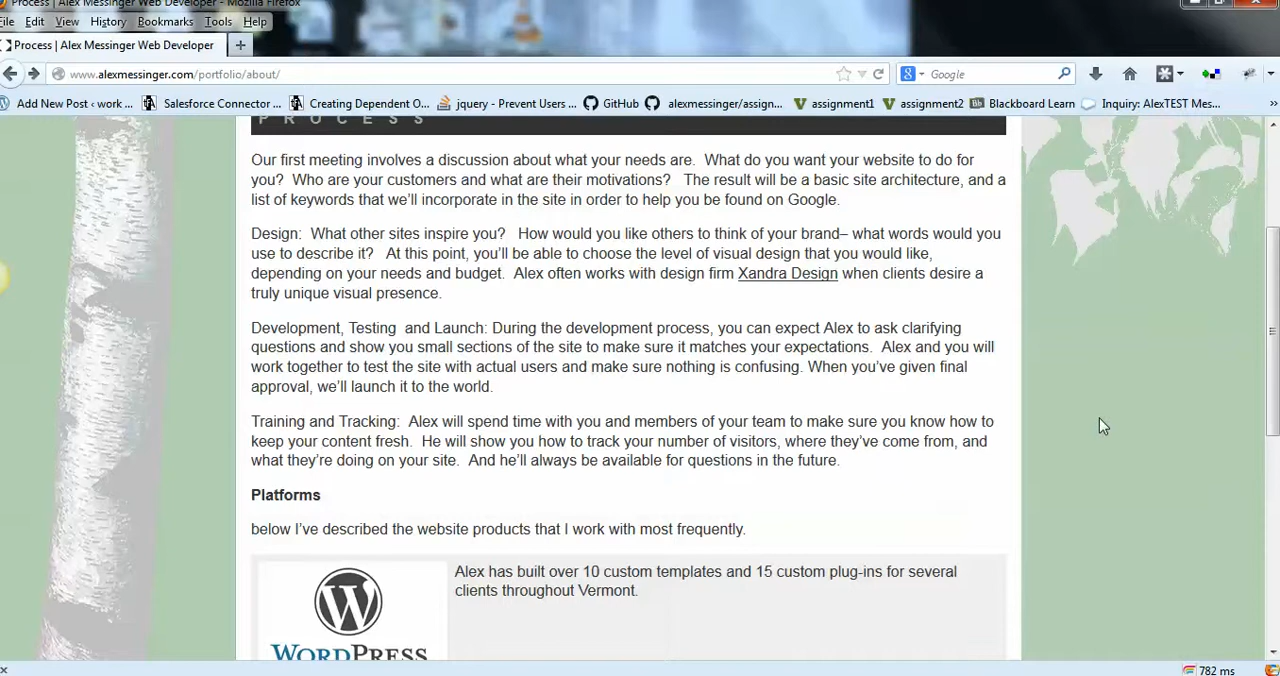 Process | Alex Messinger Web Developer - Mozilla Firefox
File Edit View History Bookmarks Tools Help
Process | Alex Messinger Web Developer +
www.alexmessinger.com/portfolio/about/ Google
Add New Post ‹ work ... Salesforce Connector ... Creating Dependent O... jquery - Prevent Users ... GitHub alexmessinger/assign... assignment1 assignment2 Bb Blackboard Learn Inquiry: AlexTEST Mes... »
PROCESS
Our first meeting involves a discussion about what your needs are. What do you want your website to do for
you? Who are your customers and what are their motivations? The result will be a basic site architecture, and a
list of keywords that we'll incorporate in the site in order to help you be found on Google.
Design: What other sites inspire you? How would you like others to think of your brand– what words would you
use to describe it? At this point, you'll be able to choose the level of visual design that you would like,
depending on your needs and budget. Alex often works with design firm Xandra Design when clients desire a
truly unique visual presence.
Development, Testing and Launch: During the development process, you can expect Alex to ask clarifying
questions and show you small sections of the site to make sure it matches your expectations. Alex and you will
work together to test the site with actual users and make sure nothing is confusing. When you've given final
approval, we'll launch it to the world.
Training and Tracking: Alex will spend time with you and members of your team to make sure you know how to
keep your content fresh. He will show you how to track your number of visitors, where they've come from, and
what they're doing on your site. And he'll always be available for questions in the future.
Platforms
below I've described the website products that I work with most frequently.
Alex has built over 10 custom templates and 15 custom plug-ins for several
clients throughout Vermont.
WORDPRESS
x 782 ms